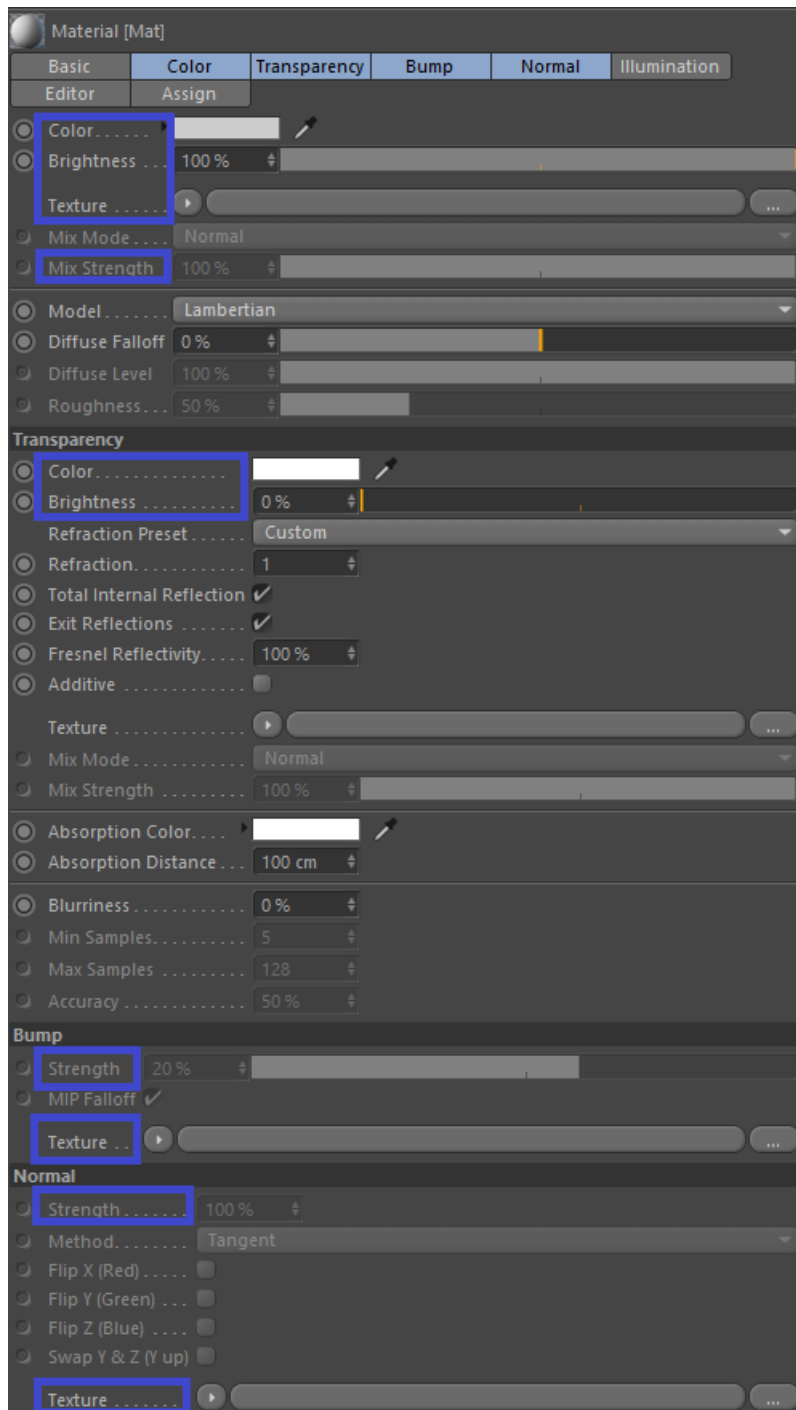 Material [Mat]
Basic Color Transparency Bump Normal Illumination
Editor Assign
Color......
Brightness ... 100 %
Texture ...... ...
Mix Mode.... Normal
Mix Strength 100 %
Model....... Lambertian
Diffuse Falloff 0 %
Diffuse Level 100 %
Roughness... 50 %
Transparency
Color..............
Brightness .......... 0 %
Refraction Preset ...... Custom
Refraction............ 1
Total Internal Reflection
Exit Reflections .......
Fresnel Reflectivity..... 100 %
Additive .............
Texture .............. ...
Mix Mode............. Normal
Mix Strength ......... 100 %
Absorption Color....
Absorption Distance... 100 cm
Blurriness............ 0 %
Min Samples.......... 5
Max Samples ......... 128
Accuracy ............. 50 %
Bump
Strength 20 %
MIP Falloff
Texture .. ...
Normal
Strength....... 100 %
Method........ Tangent
Flip X (Red) .....
Flip Y (Green) ...
Flip Z (Blue) ....
Swap Y & Z (Y up)
Texture ....... ...